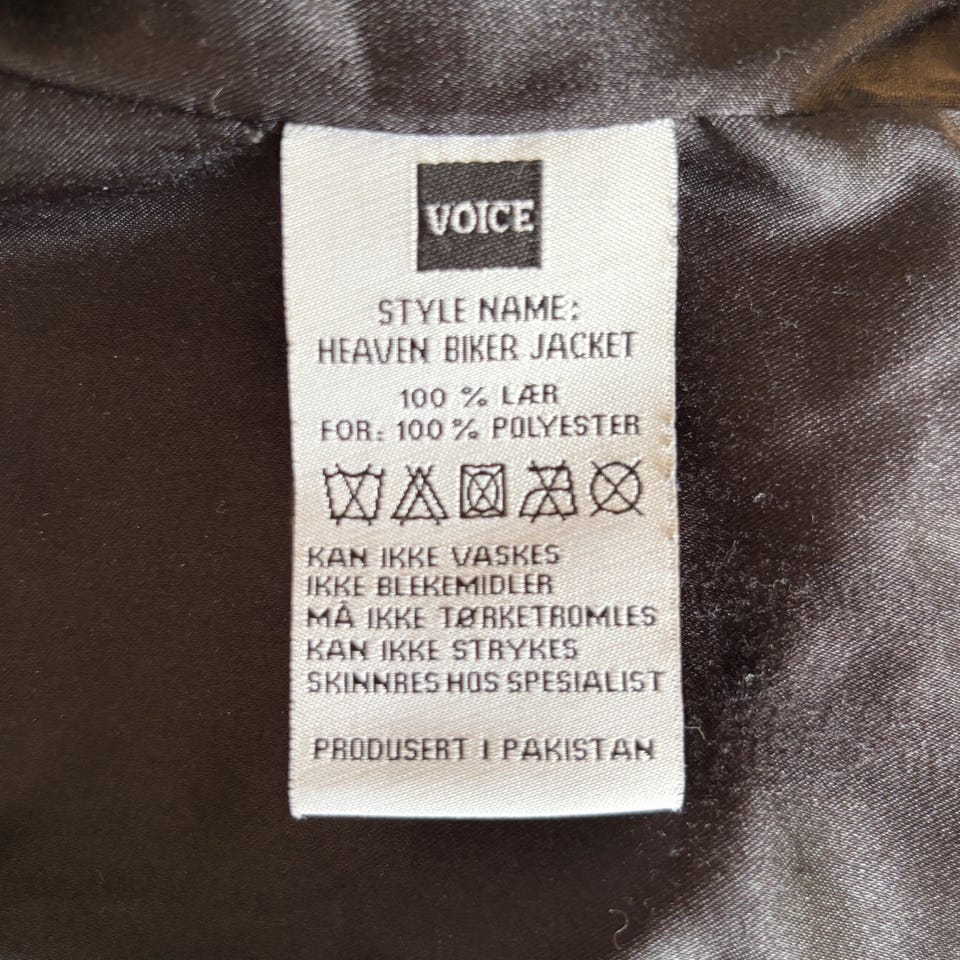 VOICE
STYLE NAME:
HEAVEN BIKER JACKET
100 % LÆR
FOR: 100 % POLYESTER
KAN IKKE VASKES
IKKE BLEKEMIDLER
MÅ IKKE TØRKETROMLES
KAN IKKE STRYKES
SKINNRES HOS SPESIALIST
PRODUSERT I PAKISTAN